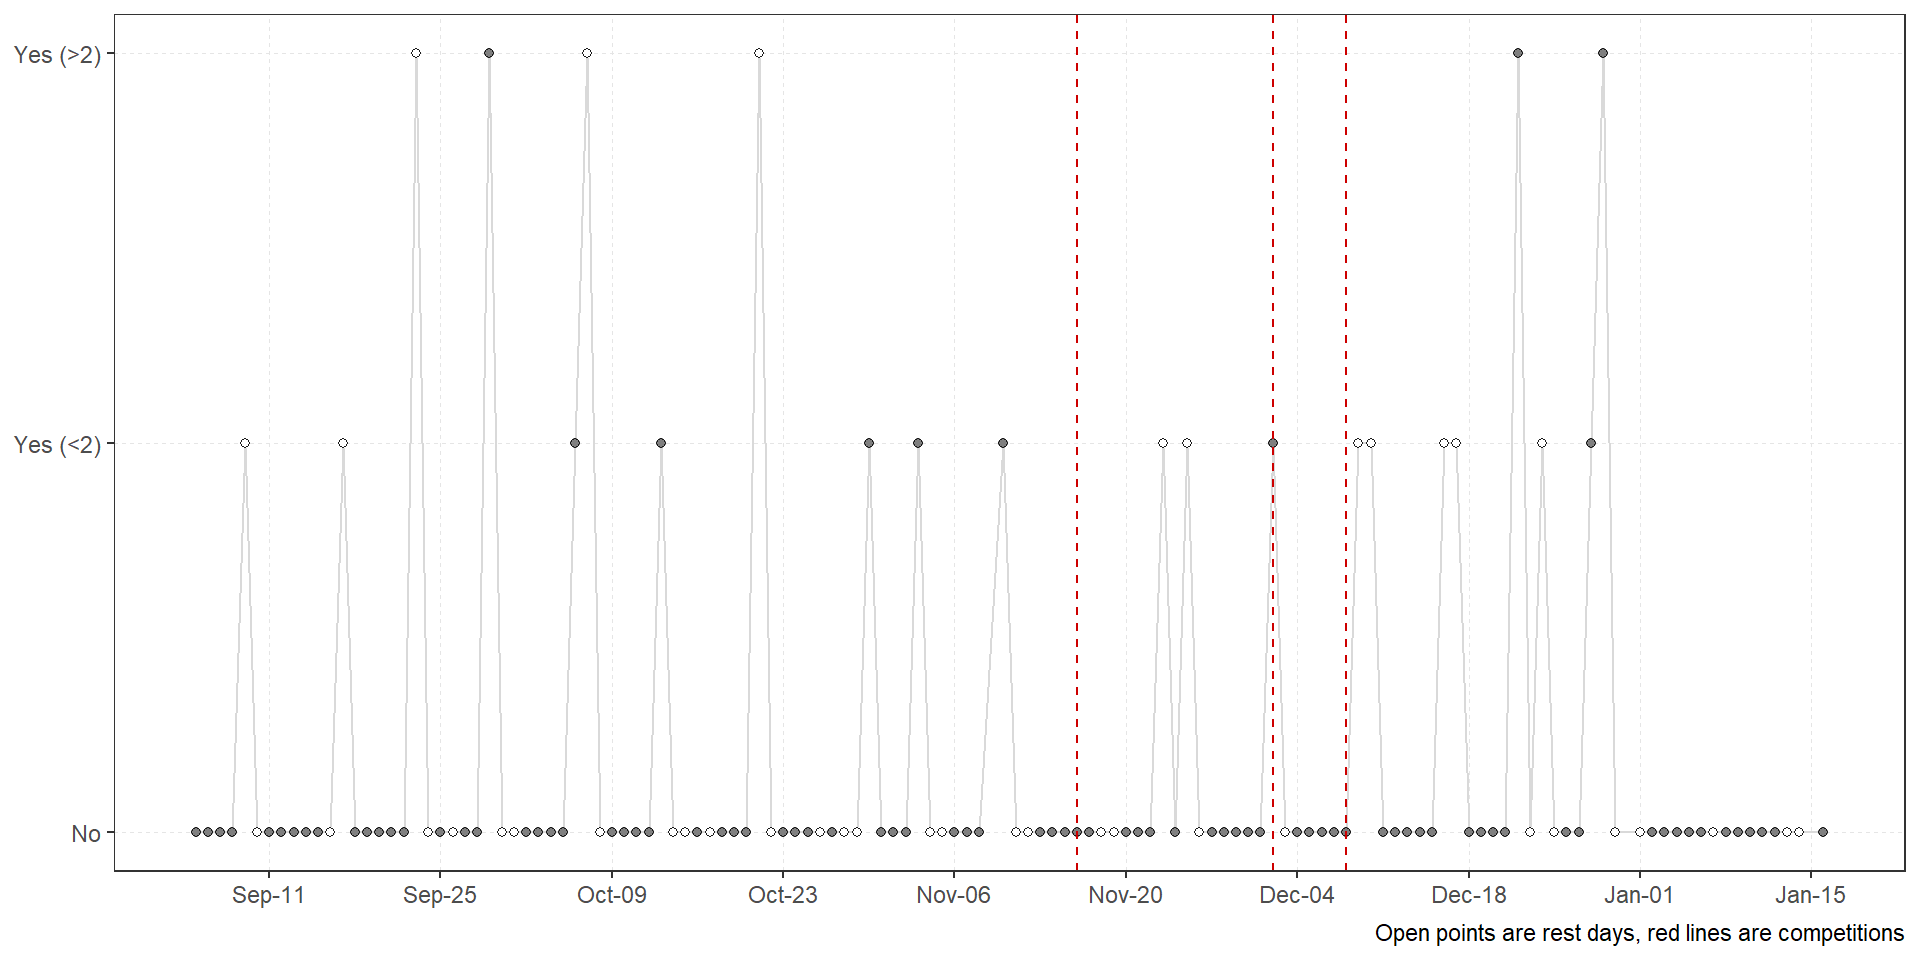 Yes (>2)
Yes (<2)
No
Sep-11 Sep-25 Oct-09 Oct-23 Nov-06 Nov-20 Dec-04 Dec-18 Jan-01 Jan-15
Open points are rest days, red lines are competitions